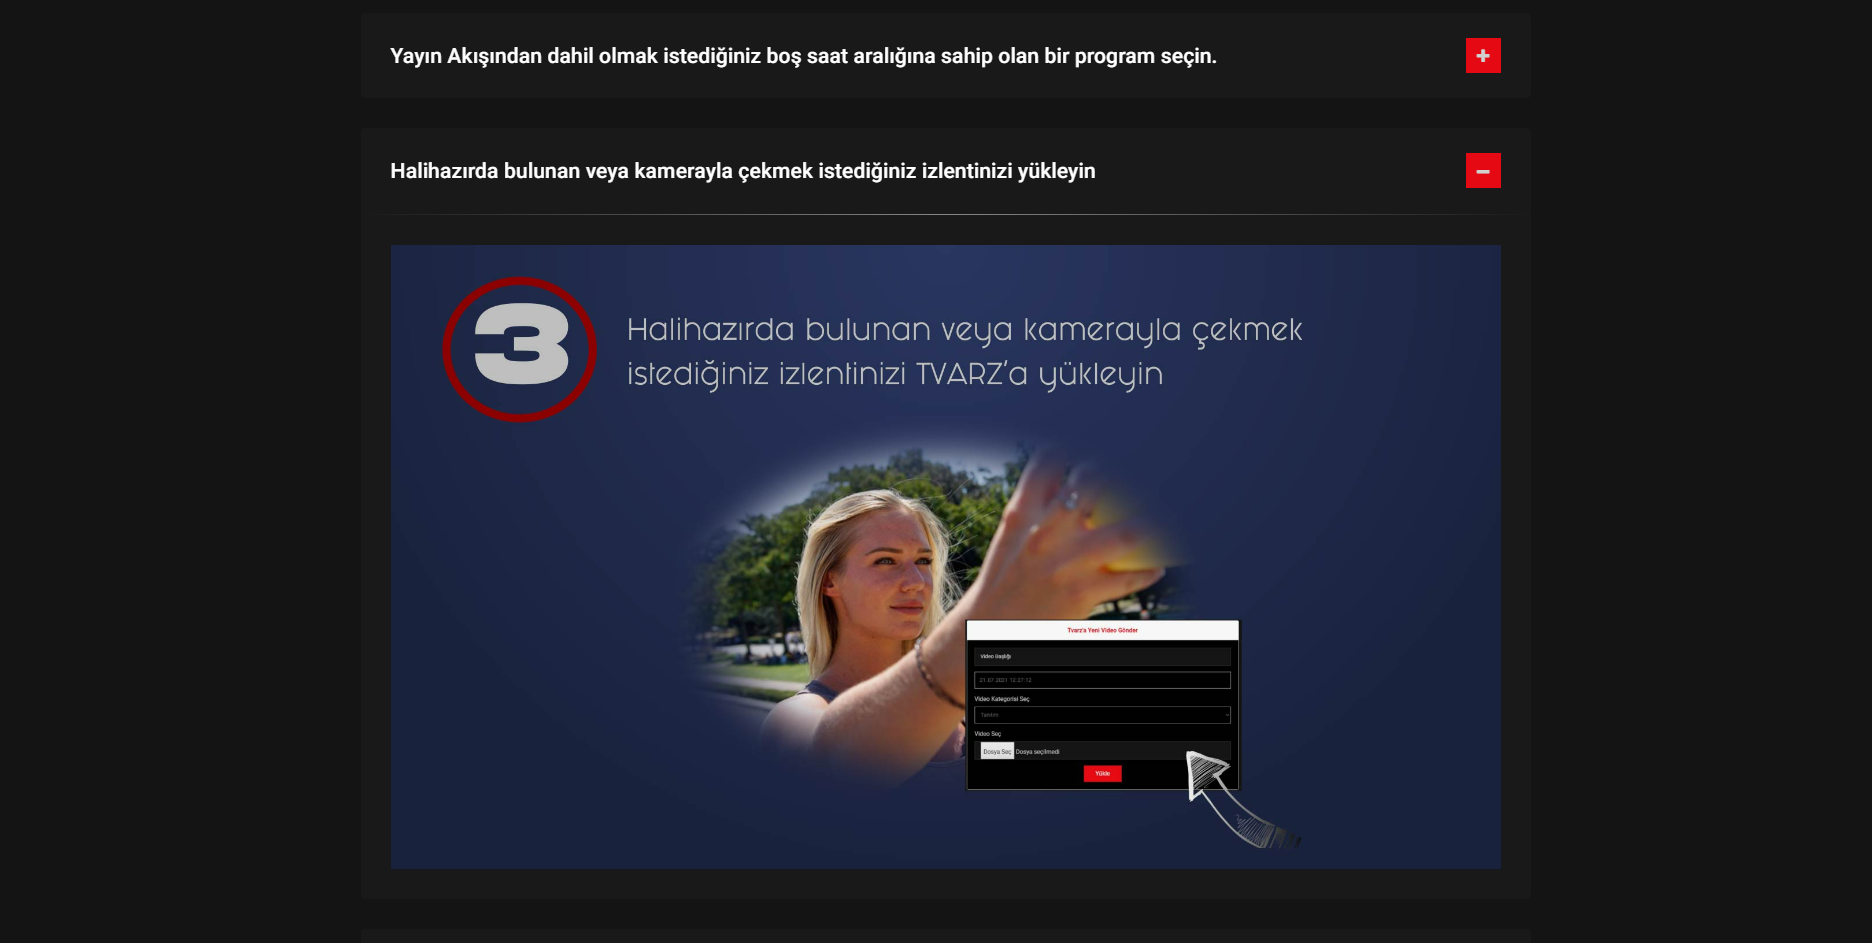 Yayın Akışından dahil olmak istediğiniz boş saat aralığına sahip olan bir program seçin.
Halihazırda bulunan veya kamerayla çekmek istediğiniz izlentinizi yükleyin
3
Halihazırda bulunan veya kamerayla çekmek
istediğiniz izlentinizi TVARZ'a yükleyin
Tvarz'a Yeni Video Gönder
Video Başlığı
21.07.2021 12:27:12
Video Kategorisi Seç
Tanıtım
Video Seç
Dosya Seç Dosya seçilmedi
Yükle